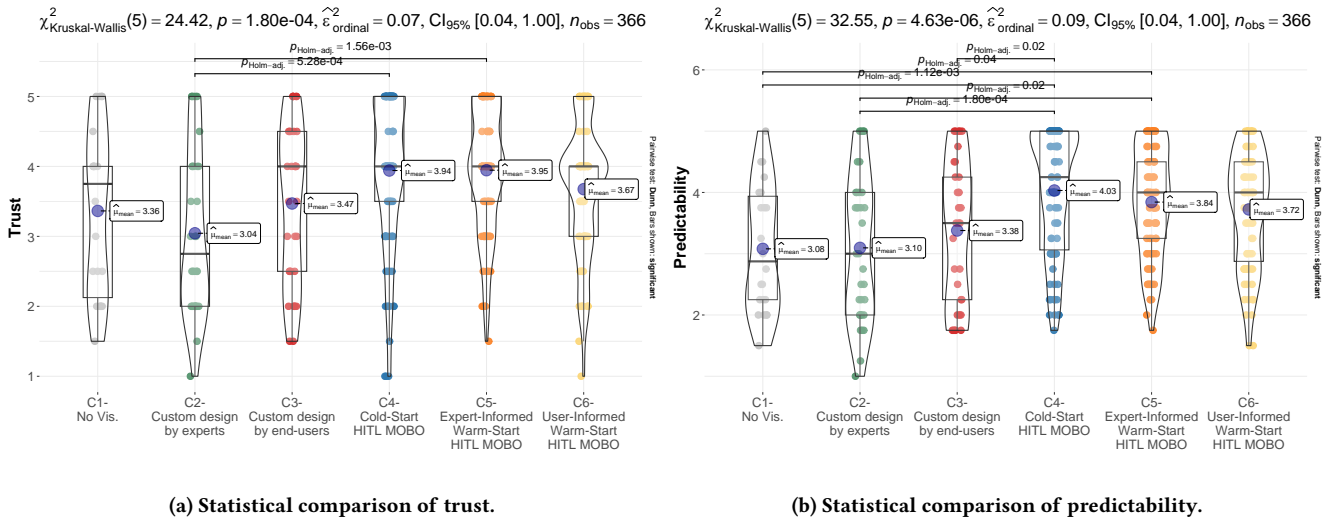 χ²Kruskal-Wallis(5) = 24.42, p = 1.80e-04, ε̂²ordinal = 0.07, CI95% [0.04, 1.00], nobs = 366
pHolm-adj. = 1.56e-03
pHolm-adj. = 5.28e-04
Trust
5
4
3
2
1
μ̂mean = 3.36
μ̂mean = 3.04
μ̂mean = 3.47
μ̂mean = 3.94
μ̂mean = 3.95
μ̂mean = 3.67
Pairwise test: Dunn, Bars shown: significant
C1-
No Vis.
C2-
Custom design
by experts
C3-
Custom design
by end-users
C4-
Cold-Start
HITL MOBO
C5-
Expert-Informed
Warm-Start
HITL MOBO
C6-
User-Informed
Warm-Start
HITL MOBO
(a) Statistical comparison of trust.
χ²Kruskal-Wallis(5) = 32.55, p = 4.63e-06, ε̂²ordinal = 0.09, CI95% [0.04, 1.00], nobs = 366
pHolm-adj. = 0.02
pHolm-adj. = 0.04
pHolm-adj. = 1.12e-03
pHolm-adj. = 0.02
pHolm-adj. = 1.80e-04
Predictability
6
4
2
μ̂mean = 3.08
μ̂mean = 3.10
μ̂mean = 3.38
μ̂mean = 4.03
μ̂mean = 3.84
μ̂mean = 3.72
Pairwise test: Dunn, Bars shown: significant
C1-
No Vis.
C2-
Custom design
by experts
C3-
Custom design
by end-users
C4-
Cold-Start
HITL MOBO
C5-
Expert-Informed
Warm-Start
HITL MOBO
C6-
User-Informed
Warm-Start
HITL MOBO
(b) Statistical comparison of predictability.